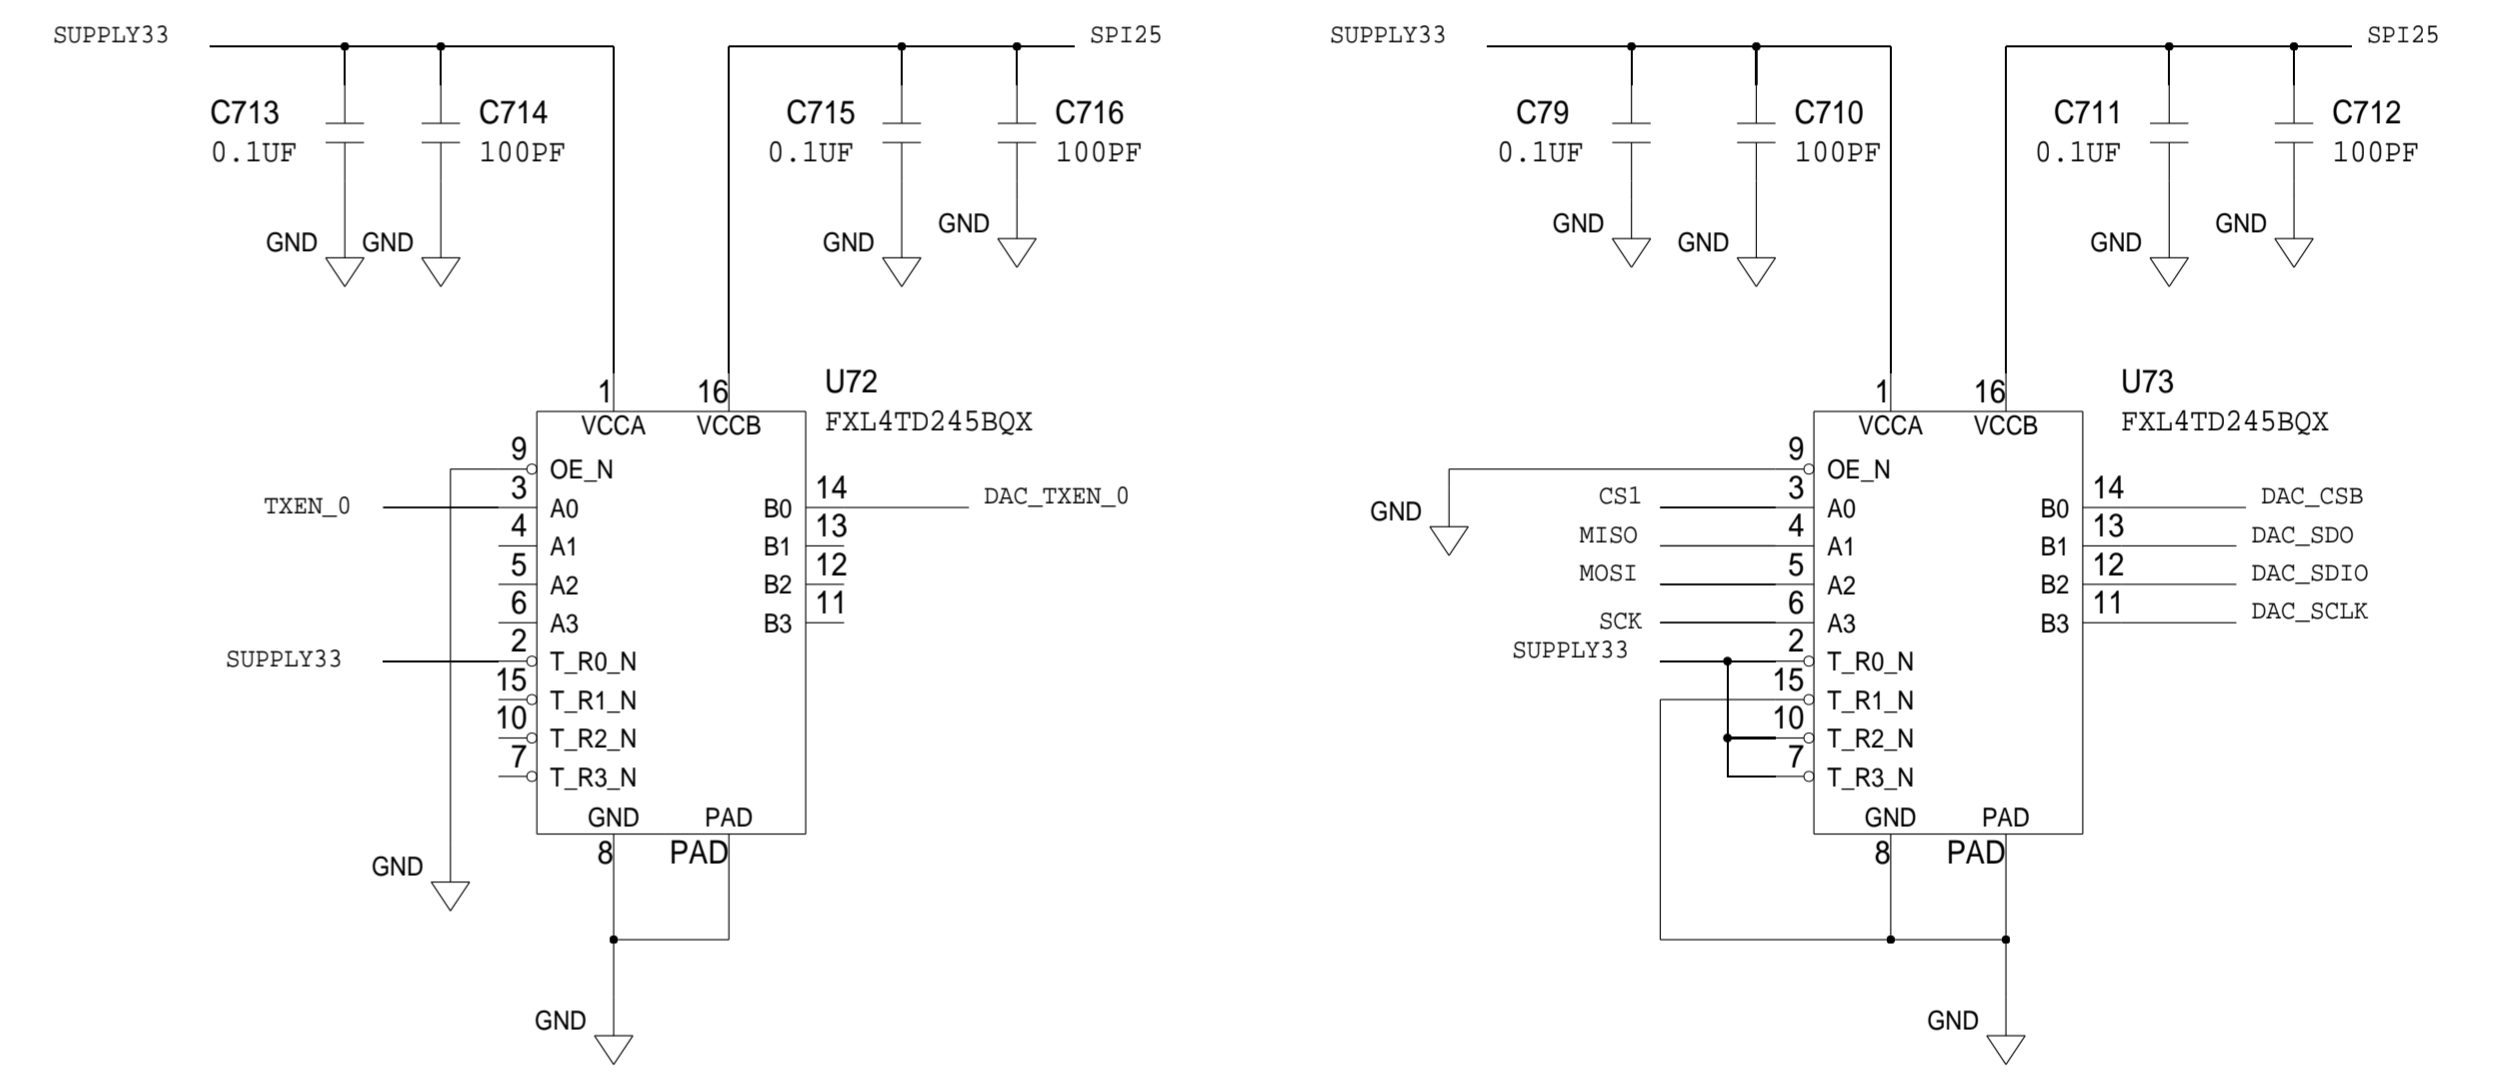 SUPPLY33
SPI25
C713
0.1UF
C714
100PF
C715
0.1UF
C716
100PF
GND
GND
GND
GND
U72
FXL4TD245BQX
1
16
VCCA
VCCB
9
OE_N
3
TXEN_0
A0
4
A1
5
A2
6
A3
2
SUPPLY33
T_R0_N
15
T_R1_N
10
T_R2_N
7
T_R3_N
14
B0
DAC_TXEN_0
13
B1
12
B2
11
B3
GND
PAD
8
PAD
GND
GND
SUPPLY33
SPI25
C79
0.1UF
C710
100PF
C711
0.1UF
C712
100PF
GND
GND
GND
GND
U73
FXL4TD245BQX
1
16
VCCA
VCCB
9
OE_N
GND
3
CS1
A0
4
MISO
A1
5
MOSI
A2
6
SCK
A3
2
SUPPLY33
T_R0_N
15
T_R1_N
10
T_R2_N
7
T_R3_N
14
B0
DAC_CSB
13
B1
DAC_SDO
12
B2
DAC_SDIO
11
B3
DAC_SCLK
GND
PAD
8
PAD
GND